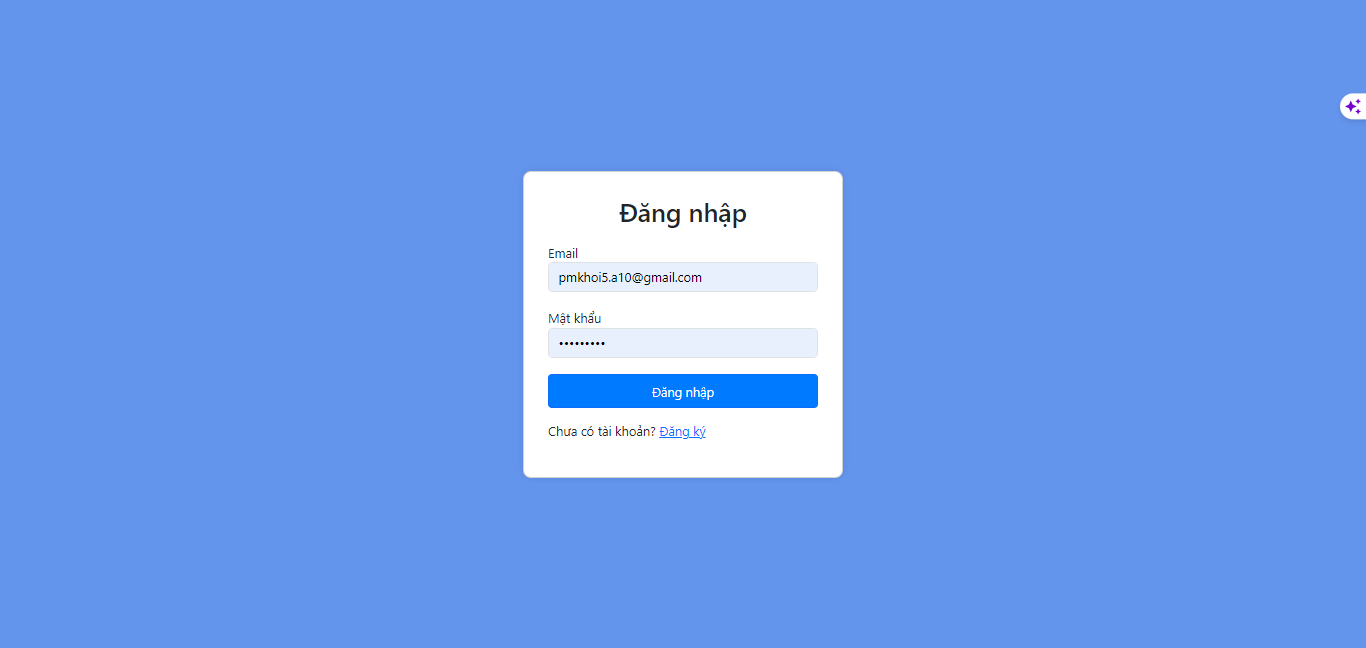 Đăng nhập
Email
pmkhoi5.a10@gmail.com
Mật khẩu
•••••••••
Đăng nhập
Chưa có tài khoản? Đăng ký